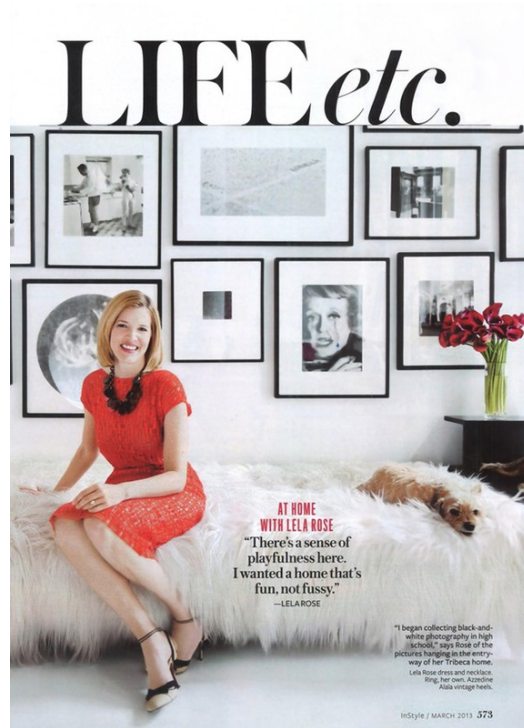 LIFE etc.
AT HOME
WITH LELA ROSE
“There’s a sense of
playfulness here.
I wanted a home that’s
fun, not fussy.”
—LELA ROSE
“I began collecting black-and-
white photography in high
school,” says Rose of the
pictures hanging in the entry-
way of her Tribeca home.
Lela Rose dress and necklace.
Ring, her own. Azzedine
Alaïa vintage heels.
InStyle / MARCH 2013 573